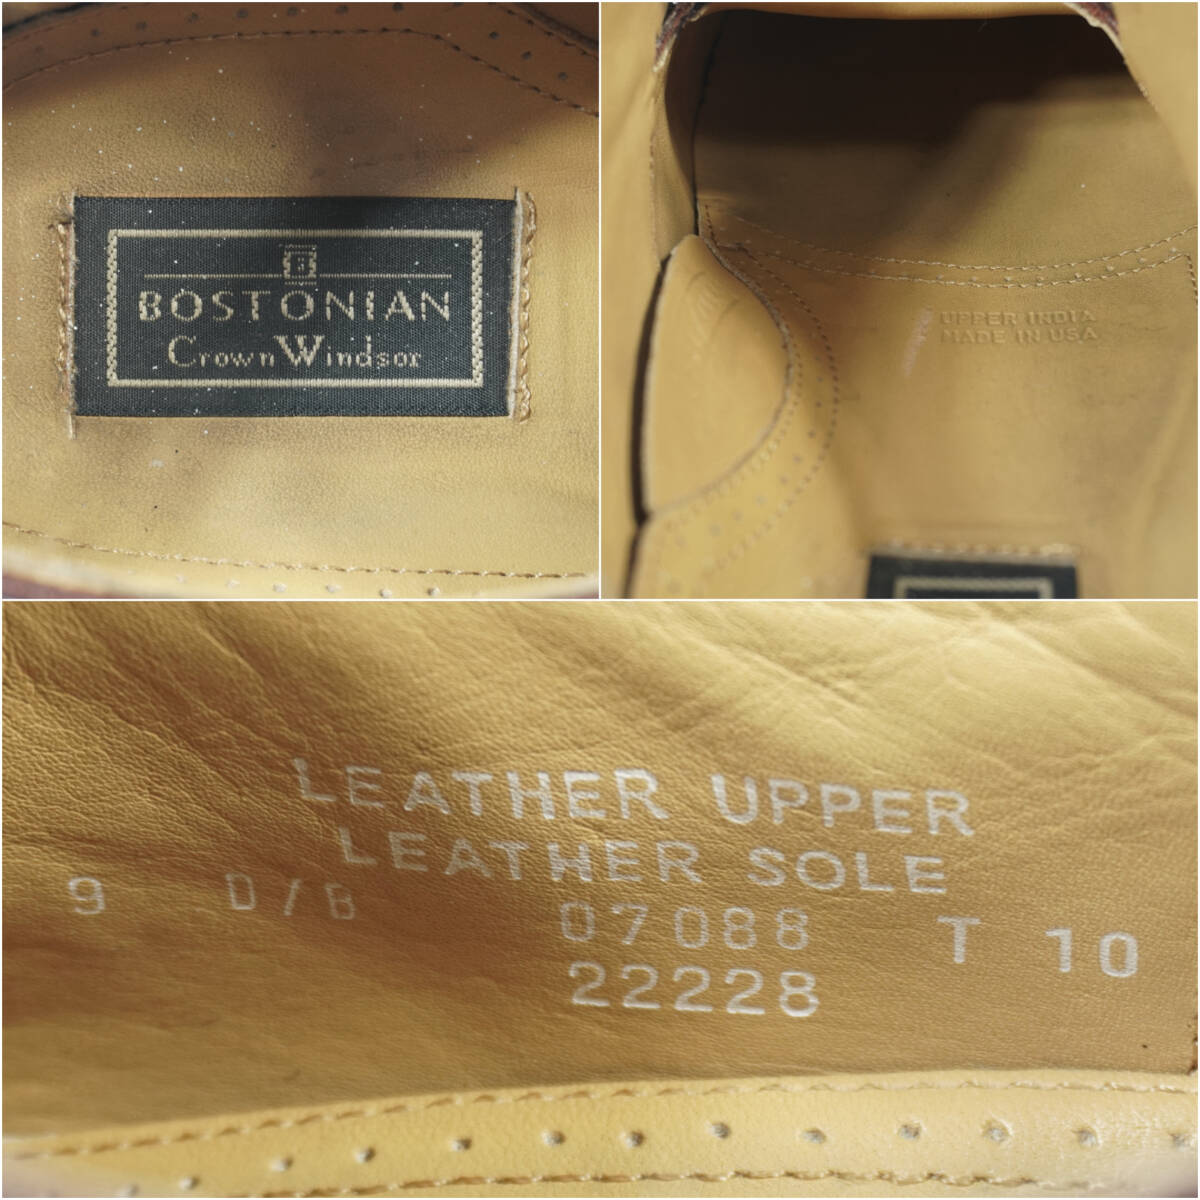 B
BOSTONIAN
Crown Windsor
UPPER INDIA
MADE IN USA
LEATHER UPPER
LEATHER SOLE
9 D/B 07088 T 10
22228